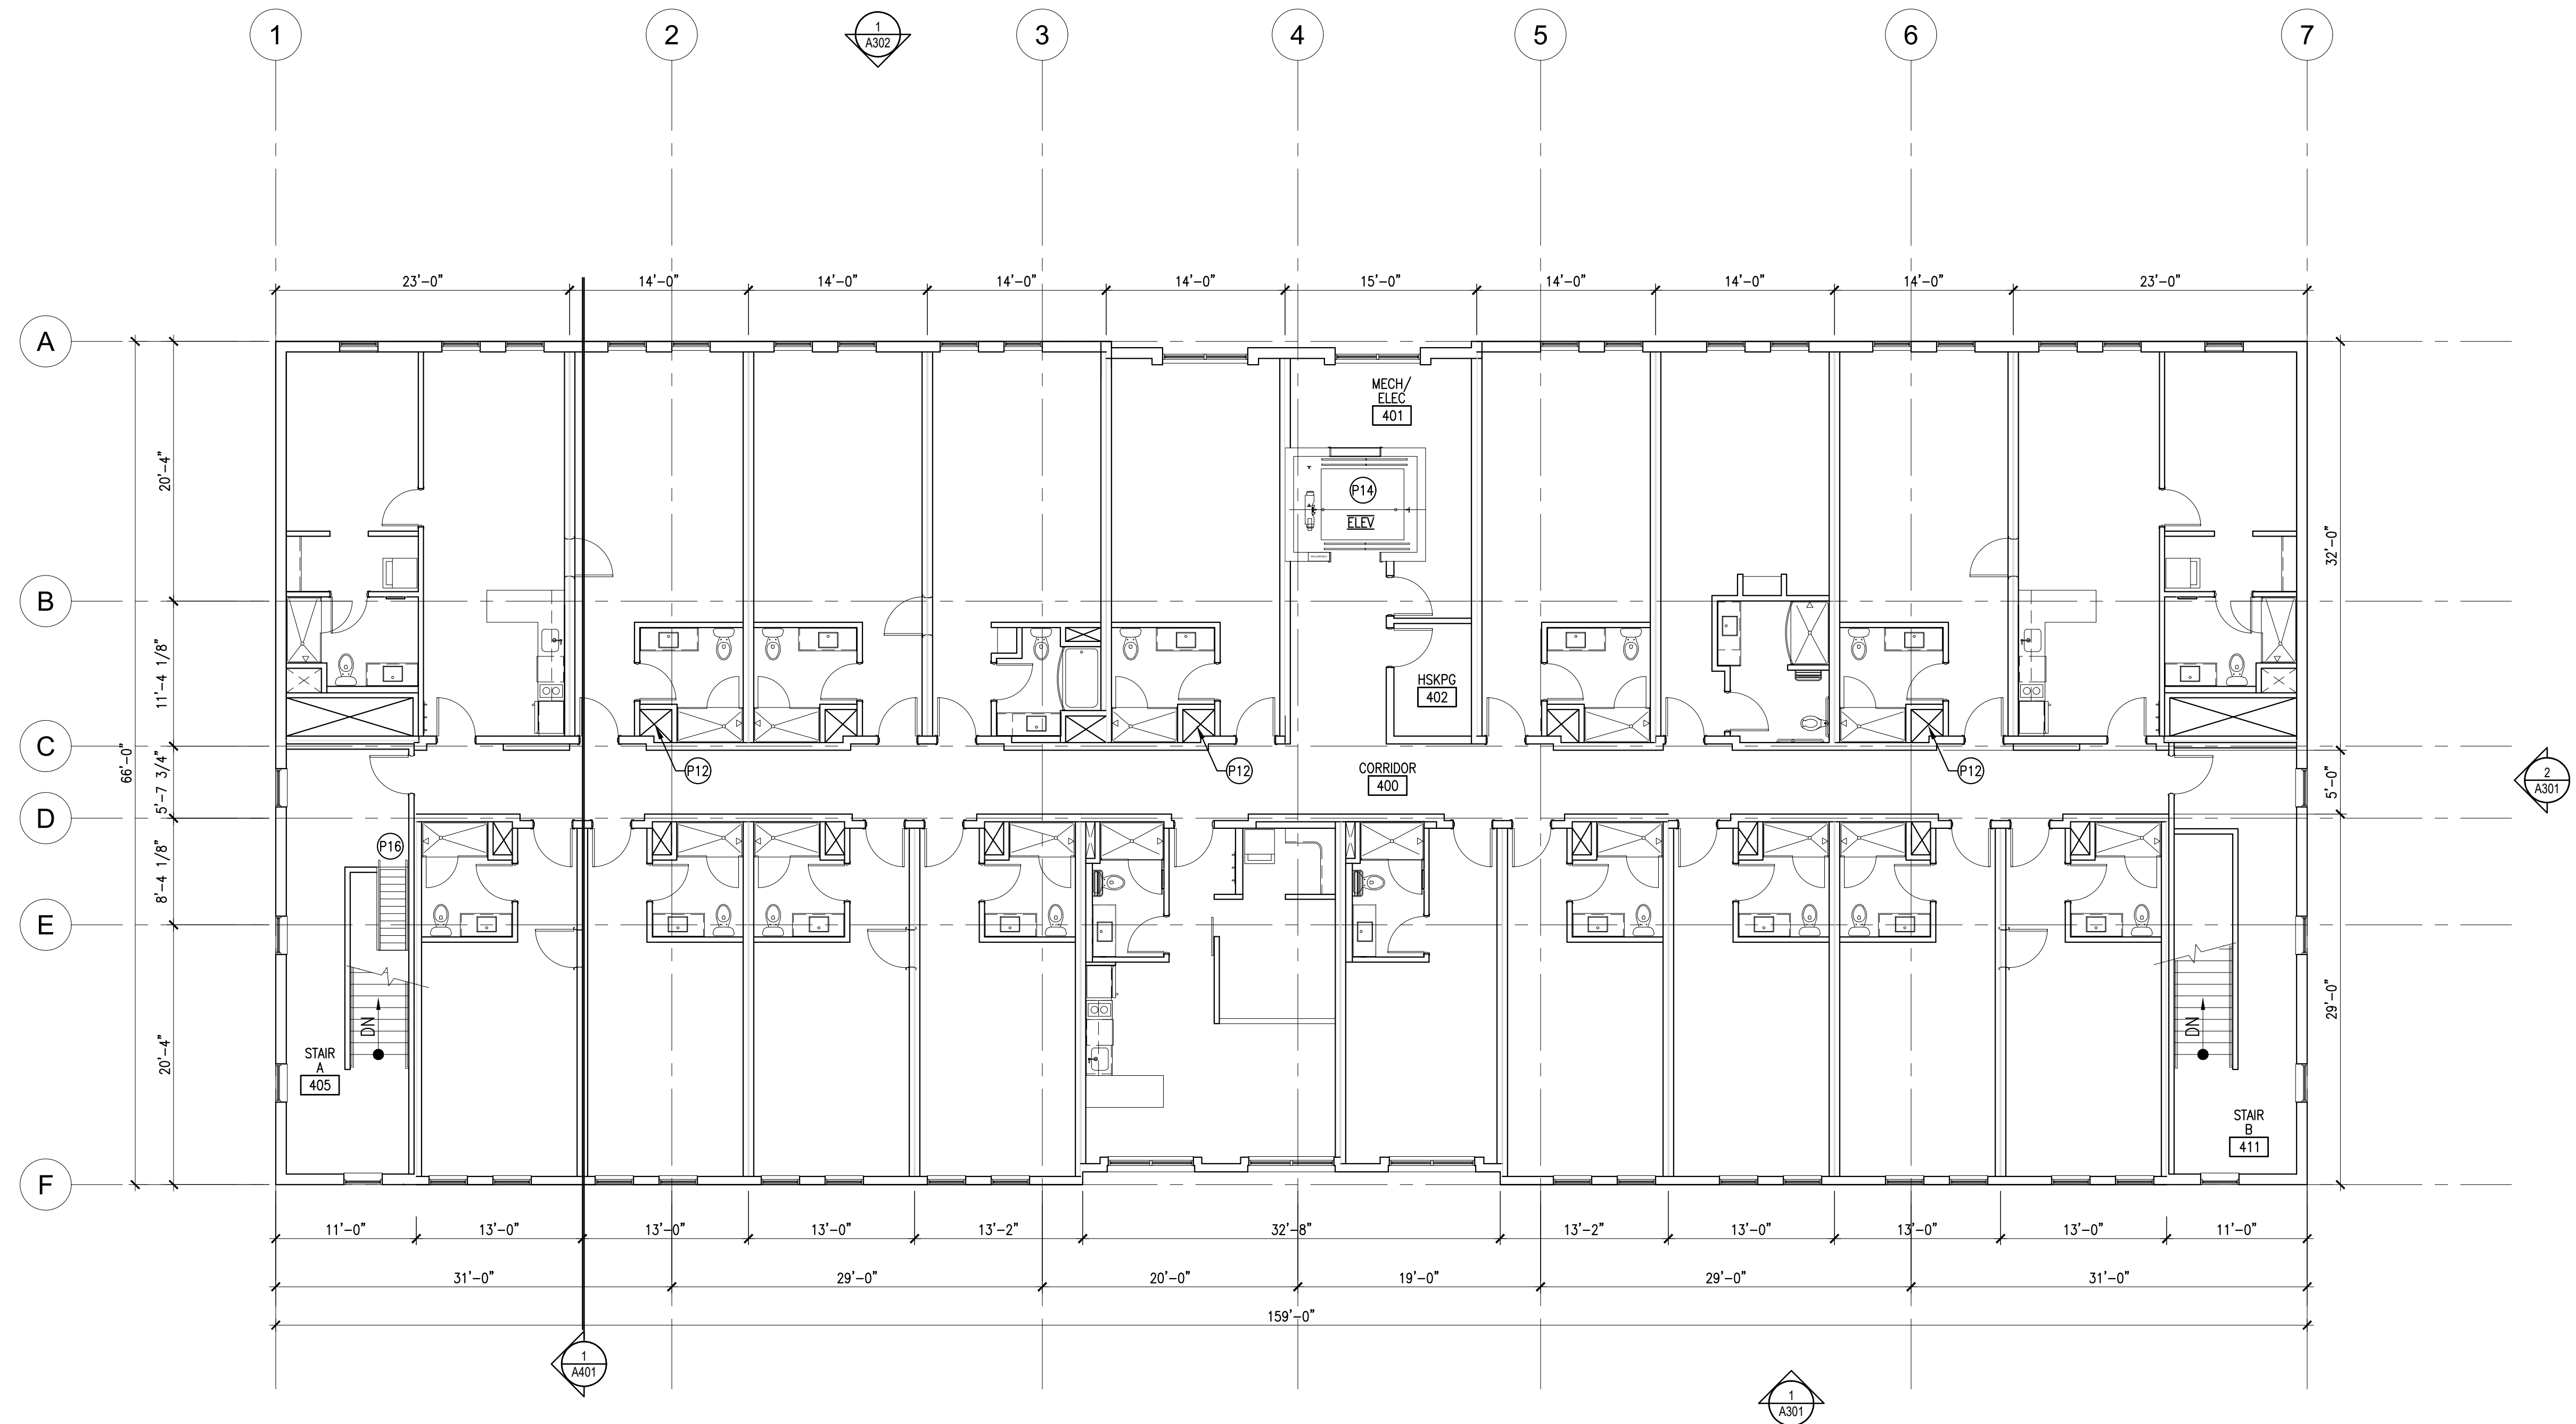 1
2
1
A302
3
4
5
6
7
23'-0"
14'-0"
14'-0"
14'-0"
14'-0"
15'-0"
14'-0"
14'-0"
14'-0"
23'-0"
A
B
C
D
E
F
66'-0"
20'-4"
11'-4 1/8"
5'-7 3/4"
8'-4 1/8"
20'-4"
32'-0"
5'-0"
29'-0"
MECH/
ELEC
401
P14
ELEV
HSKPG
402
P12
P12
CORRIDOR
400
P12
2
A301
P16
DN
DN
STAIR
A
405
STAIR
B
411
11'-0"
13'-0"
13'-0"
13'-0"
13'-2"
32'-8"
13'-2"
13'-0"
13'-0"
13'-0"
11'-0"
31'-0"
29'-0"
20'-0"
19'-0"
29'-0"
31'-0"
159'-0"
1
A401
1
A301